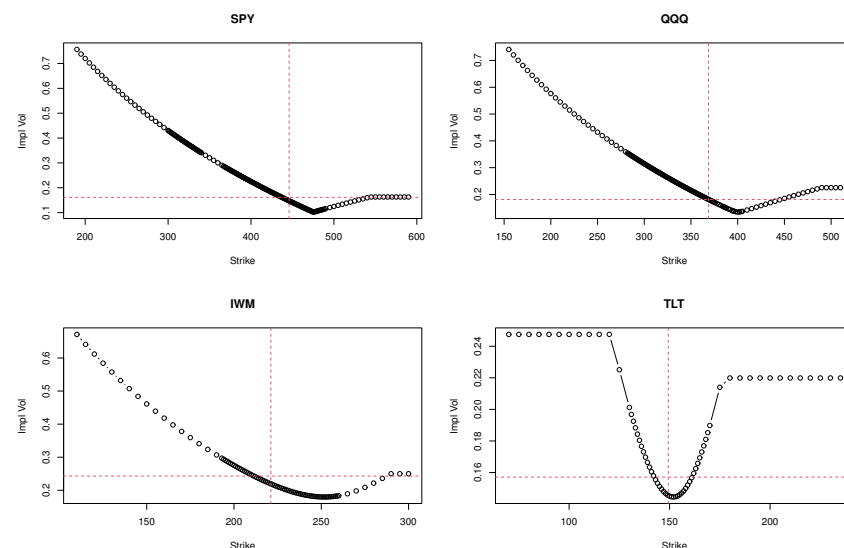 SPY
QQQ
Impl Vol
0.1 0.2 0.3 0.4 0.5 0.6 0.7
200 300 400 500 600
Strike
Impl Vol
0.2 0.3 0.4 0.5 0.6 0.7
150 200 250 300 350 400 450 500
Strike
IWM
TLT
Impl Vol
0.2 0.3 0.4 0.5 0.6
150 200 250 300
Strike
Impl Vol
0.16 0.18 0.20 0.22 0.24
100 150 200
Strike